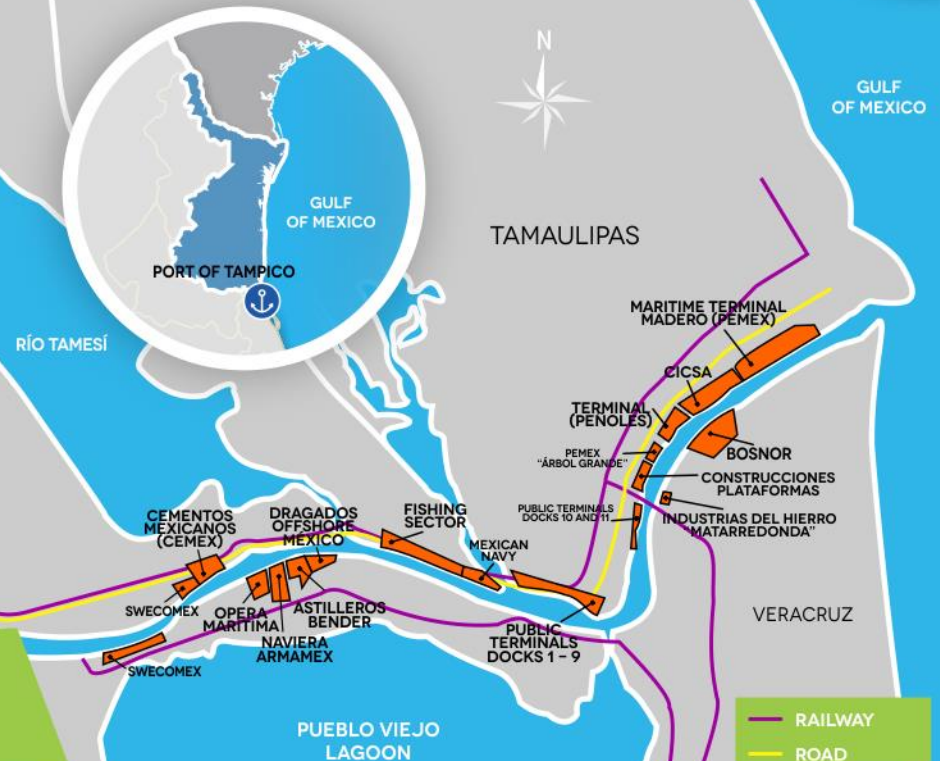 N
GULF
OF MEXICO
GULF
OF MEXICO
TAMAULIPAS
PORT OF TAMPICO
RÍO TAMESÍ
MARITIME TERMINAL
MADERO (PEMEX)
CICSA
TERMINAL
(PEÑOLES)
PEMEX
"ÁRBOL GRANDE"
BOSNOR
CONSTRUCCIONES
PLATAFORMAS
PUBLIC TERMINALS
DOCKS 10 AND 11
INDUSTRIAS DEL HIERRO
"MATARREDONDA"
CEMENTOS
MEXICANOS
(CEMEX)
DRAGADOS
OFFSHORE
MÉXICO
FISHING
SECTOR
MEXICAN
NAVY
SWECOMEX
OPERA
MARÍTIMA
ASTILLEROS
BENDER
NAVIERA
ARMAMEX
PUBLIC
TERMINALS
DOCKS 1 – 9
VERACRUZ
SWECOMEX
PUEBLO VIEJO
LAGOON
RAILWAY
ROAD